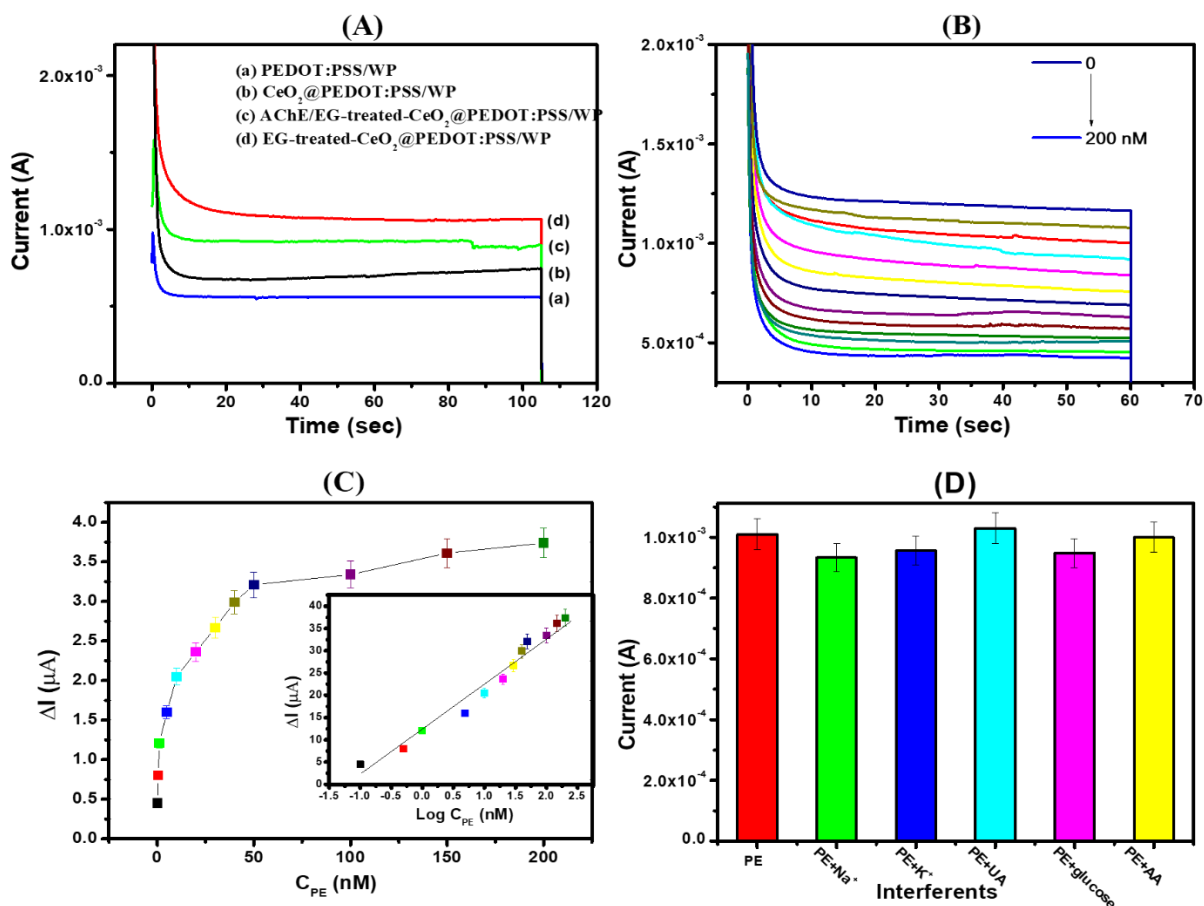 (A)
2.0x10⁻³
1.0x10⁻³
0.0
Current (A)
(a) PEDOT:PSS/WP
(b) CeO₂@PEDOT:PSS/WP
(c) AChE/EG-treated-CeO₂@PEDOT:PSS/WP
(d) EG-treated-CeO₂@PEDOT:PSS/WP
(d)
(c)
(b)
(a)
0 20 40 60 80 100 120
Time (sec)
(B)
2.0x10⁻³
1.5x10⁻³
1.0x10⁻³
5.0x10⁻⁴
Current (A)
0
200 nM
0 10 20 30 40 50 60 70
Time (sec)
(C)
4.0
3.5
3.0
2.5
2.0
1.5
1.0
0.5
0.0
ΔI (μA)
40
35
30
25
20
15
10
5
0
ΔI (μA)
-1.5 -1.0 -0.5 0.0 0.5 1.0 1.5 2.0 2.5
Log C_PE (nM)
0 50 100 150 200
C_PE (nM)
(D)
1.0x10⁻³
8.0x10⁻⁴
6.0x10⁻⁴
4.0x10⁻⁴
2.0x10⁻⁴
0.0
Current (A)
PE PE+Na⁺ PE+K⁺ PE+UA PE+glucose PE+AA
Interferents